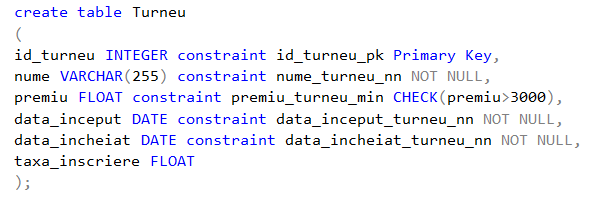 create table Turneu
(
id_turneu INTEGER constraint id_turneu_pk Primary Key,
nume VARCHAR(255) constraint nume_turneu_nn NOT NULL,
premiu FLOAT constraint premiu_turneu_min CHECK(premiu>3000),
data_inceput DATE constraint data_inceput_turneu_nn NOT NULL,
data_incheiat DATE constraint data_incheiat_turneu_nn NOT NULL,
taxa_inscriere FLOAT
);